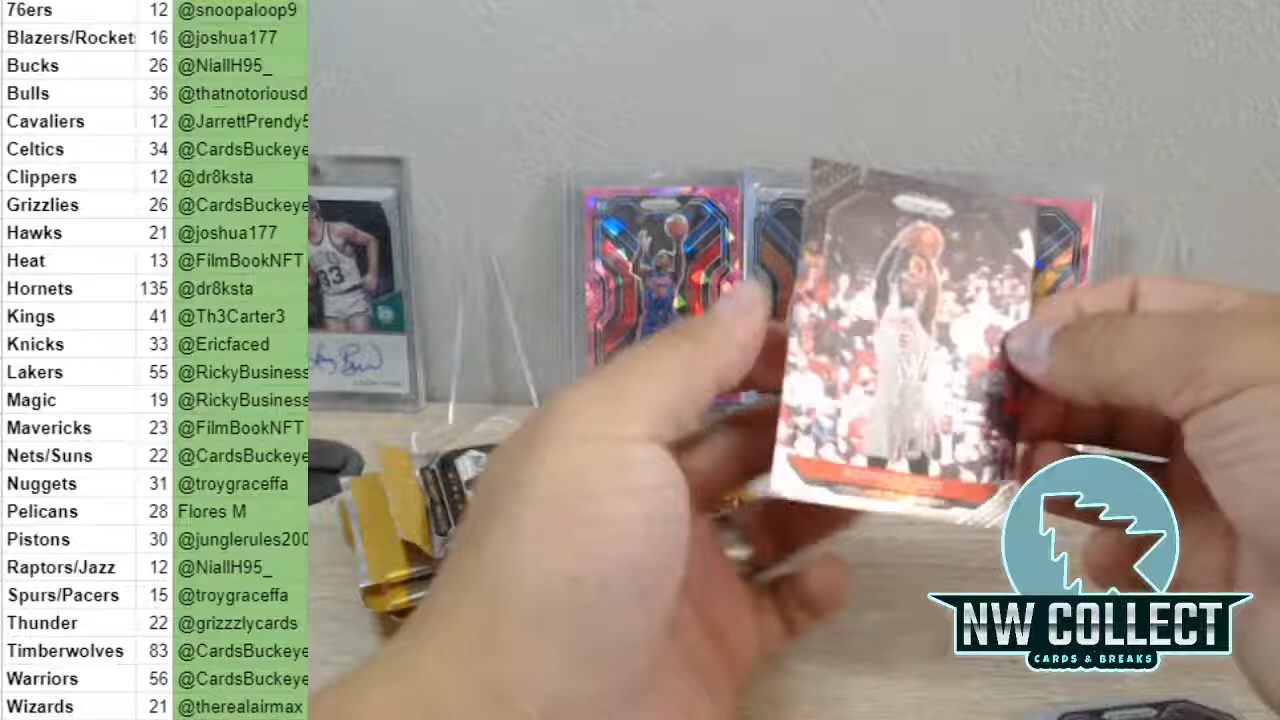 76ers 12 @snoopaloop9
Blazers/Rocket 16 @joshua177
Bucks 26 @NiallH95_
Bulls 36 @thatnotoriousd
Cavaliers 12 @JarrettPrendy5
Celtics 34 @CardsBuckeye
Clippers 12 @dr8ksta
Grizzlies 26 @CardsBuckeye
Hawks 21 @joshua177
Heat 13 @FilmBookNFT
Hornets 135 @dr8ksta
Kings 41 @Th3Carter3
Knicks 33 @Ericfaced
Lakers 55 @RickyBusiness
Magic 19 @RickyBusiness
Mavericks 23 @FilmBookNFT
Nets/Suns 22 @CardsBuckeye
Nuggets 31 @troygraceffa
Pelicans 28 Flores M
Pistons 30 @junglerules200
Raptors/Jazz 12 @NiallH95_
Spurs/Pacers 15 @troygraceffa
Thunder 22 @grizzzlycards
Timberwolves 83 @CardsBuckeye
Warriors 56 @CardsBuckeye
Wizards 21 @therealairmax
33
NW COLLECT
CARDS & BREAKS